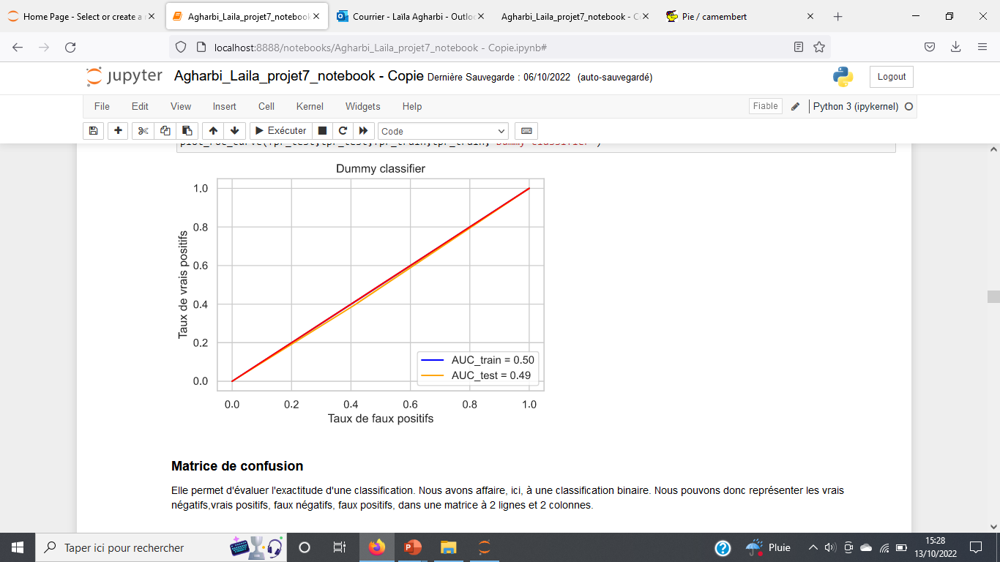 Home Page - Select or create a
Agharbi_Laila_projet7_notebook
Courrier - Laïla Agharbi - Outlo
Agharbi_Laila_projet7_notebook - C
Pie / camembert
localhost:8888/notebooks/Agharbi_Laila_projet7_notebook - Copie.ipynb#
jupyter Agharbi_Laila_projet7_notebook - Copie Dernière Sauvegarde : 06/10/2022 (auto-sauvegardé)
Logout
File Edit View Insert Cell Kernel Widgets Help
Fiable
Python 3 (ipykernel)
Exécuter
Code
Dummy classifier
1.0
0.8
0.6
0.4
0.2
0.0
Taux de vrais positifs
AUC_train = 0.50
AUC_test = 0.49
0.0 0.2 0.4 0.6 0.8 1.0
Taux de faux positifs
Matrice de confusion
Elle permet d'évaluer l'exactitude d'une classification. Nous avons affaire, ici, à une classification binaire. Nous pouvons donc représenter les vrais
négatifs,vrais positifs, faux négatifs, faux positifs, dans une matrice à 2 lignes et 2 colonnes.
Taper ici pour rechercher
Pluie
15:28
13/10/2022